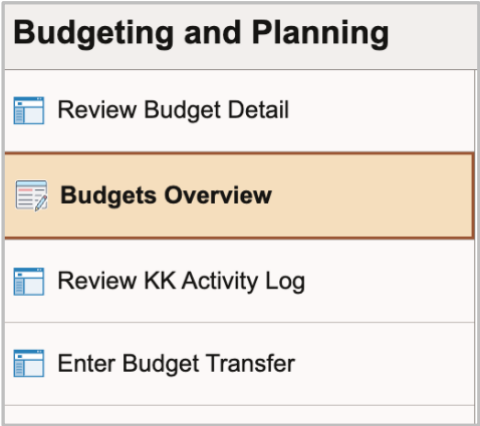 Budgeting and Planning
Review Budget Detail
Budgets Overview
Review KK Activity Log
Enter Budget Transfer